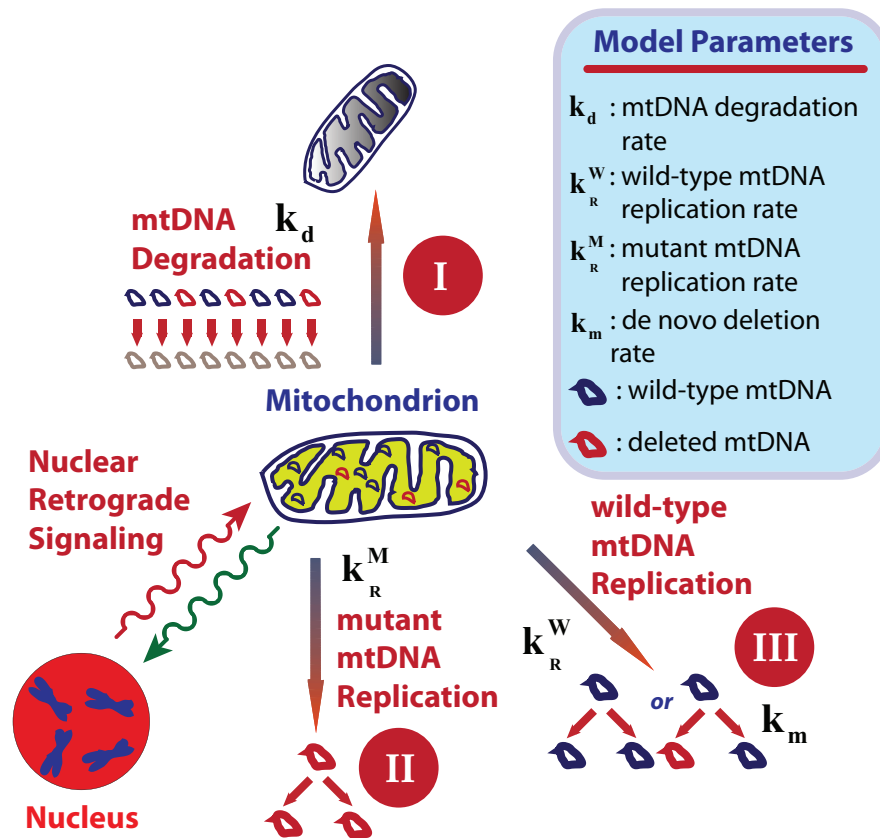 Model Parameters
k_d : mtDNA degradation
rate
k_R^W : wild-type mtDNA
replication rate
k_R^M : mutant mtDNA
replication rate
k_m : de novo deletion
rate
: wild-type mtDNA
: deleted mtDNA
mtDNA
Degradation
k_d
I
Mitochondrion
Nuclear
Retrograde
Signaling
Nucleus
k_R^M
mutant
mtDNA
Replication
II
wild-type
mtDNA
Replication
k_R^W
III
or
k_m